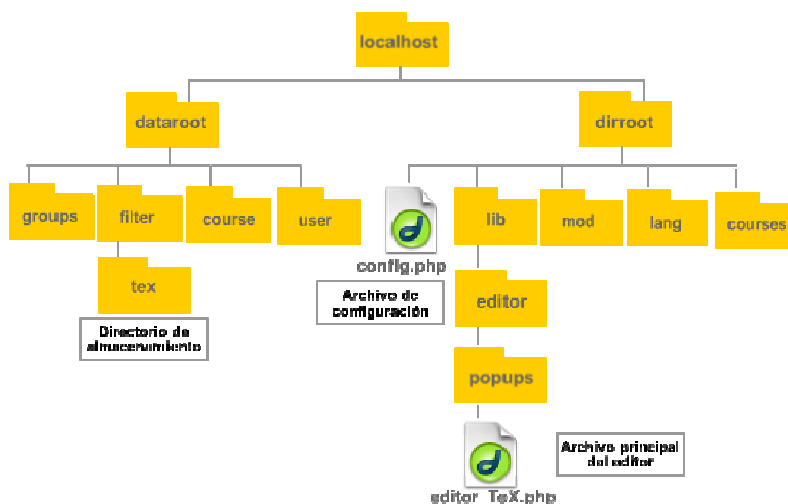 localhost
dataroot
dirroot
groups
filter
course
user
lib
mod
lang
courses
config.php
tex
Archivo de
configuración
editor
Directorio de
almacenamiento
popups
Archivo principal
del editor
editor_TeX.php